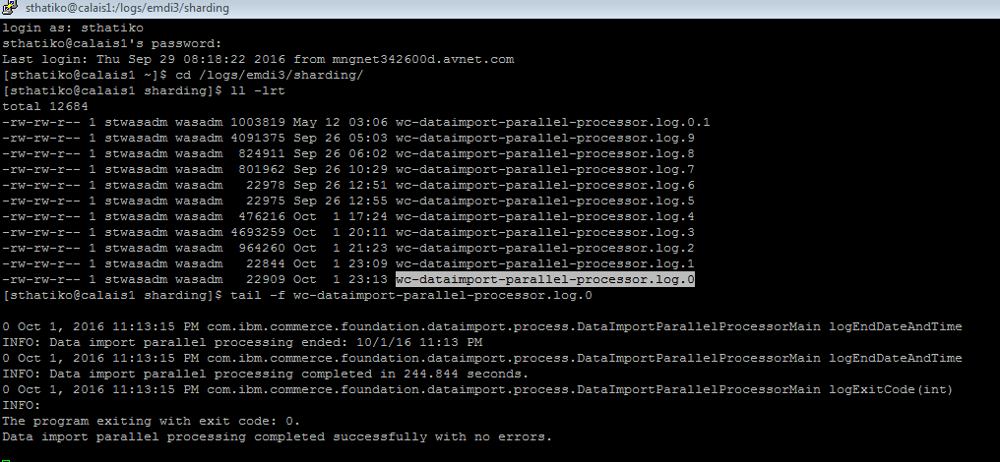 sthatiko@calais1:/logs/emdi3/sharding
login as: sthatiko
sthatiko@calais1's password:
Last login: Thu Sep 29 08:18:22 2016 from mngnet342600d.avnet.com
[sthatiko@calais1 ~]$ cd /logs/emdi3/sharding/
[sthatiko@calais1 sharding]$ ll -lrt
total 12684
-rw-rw-r-- 1 stwasadm wasadm 1003819 May 12 03:06 wc-dataimport-parallel-processor.log.0.1
-rw-rw-r-- 1 stwasadm wasadm 4091375 Sep 26 05:03 wc-dataimport-parallel-processor.log.9
-rw-rw-r-- 1 stwasadm wasadm  824911 Sep 26 06:02 wc-dataimport-parallel-processor.log.8
-rw-rw-r-- 1 stwasadm wasadm  801962 Sep 26 10:29 wc-dataimport-parallel-processor.log.7
-rw-rw-r-- 1 stwasadm wasadm   22978 Sep 26 12:51 wc-dataimport-parallel-processor.log.6
-rw-rw-r-- 1 stwasadm wasadm   22975 Sep 26 12:55 wc-dataimport-parallel-processor.log.5
-rw-rw-r-- 1 stwasadm wasadm  476216 Oct  1 17:24 wc-dataimport-parallel-processor.log.4
-rw-rw-r-- 1 stwasadm wasadm 4693259 Oct  1 20:11 wc-dataimport-parallel-processor.log.3
-rw-rw-r-- 1 stwasadm wasadm  964260 Oct  1 21:23 wc-dataimport-parallel-processor.log.2
-rw-rw-r-- 1 stwasadm wasadm   22844 Oct  1 23:09 wc-dataimport-parallel-processor.log.1
-rw-rw-r-- 1 stwasadm wasadm   22909 Oct  1 23:13 wc-dataimport-parallel-processor.log.0
[sthatiko@calais1 sharding]$ tail -f wc-dataimport-parallel-processor.log.0
0 Oct 1, 2016 11:13:15 PM com.ibm.commerce.foundation.dataimport.process.DataImportParallelProcessorMain logEndDateAndTime
INFO: Data import parallel processing ended: 10/1/16 11:13 PM
0 Oct 1, 2016 11:13:15 PM com.ibm.commerce.foundation.dataimport.process.DataImportParallelProcessorMain logEndDateAndTime
INFO: Data import parallel processing completed in 244.844 seconds.
0 Oct 1, 2016 11:13:15 PM com.ibm.commerce.foundation.dataimport.process.DataImportParallelProcessorMain logExitCode(int)
INFO:
The program exiting with exit code: 0.
Data import parallel processing completed successfully with no errors.